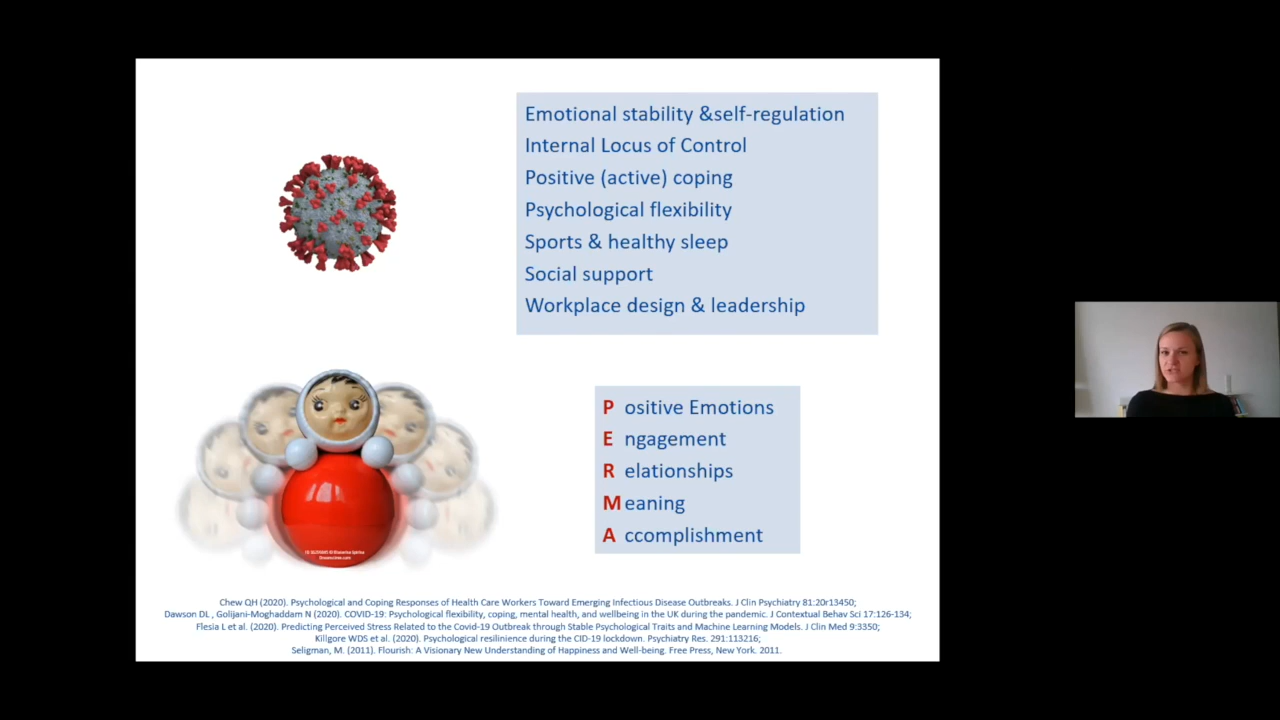 Emotional stability &self-regulation
Internal Locus of Control
Positive (active) coping
Psychological flexibility
Sports & healthy sleep
Social support
Workplace design & leadership
P ositive Emotions
E ngagement
R elationships
M eaning
A ccomplishment
Chew QH (2020). Psychological and Coping Responses of Health Care Workers Toward Emerging Infectious Disease Outbreaks. J Clin Psychiatry 81:20r13450;
Dawson DL , Golijani-Moghaddam N (2020). COVID-19: Psychological flexibility, coping, mental health, and wellbeing in the UK during the pandemic. J Contextual Behav Sci 17:126-134;
Flesia L et al. (2020). Predicting Perceived Stress Related to the Covid-19 Outbreak through Stable Psychological Traits and Machine Learning Models. J Clin Med 9:3350;
Killgore WDS et al. (2020). Psychological resilinience during the CID-19 lockdown. Psychiatry Res. 291:113216;
Seligman, M. (2011). Flourish: A Visionary New Understanding of Happiness and Well-being. Free Press, New York. 2011.